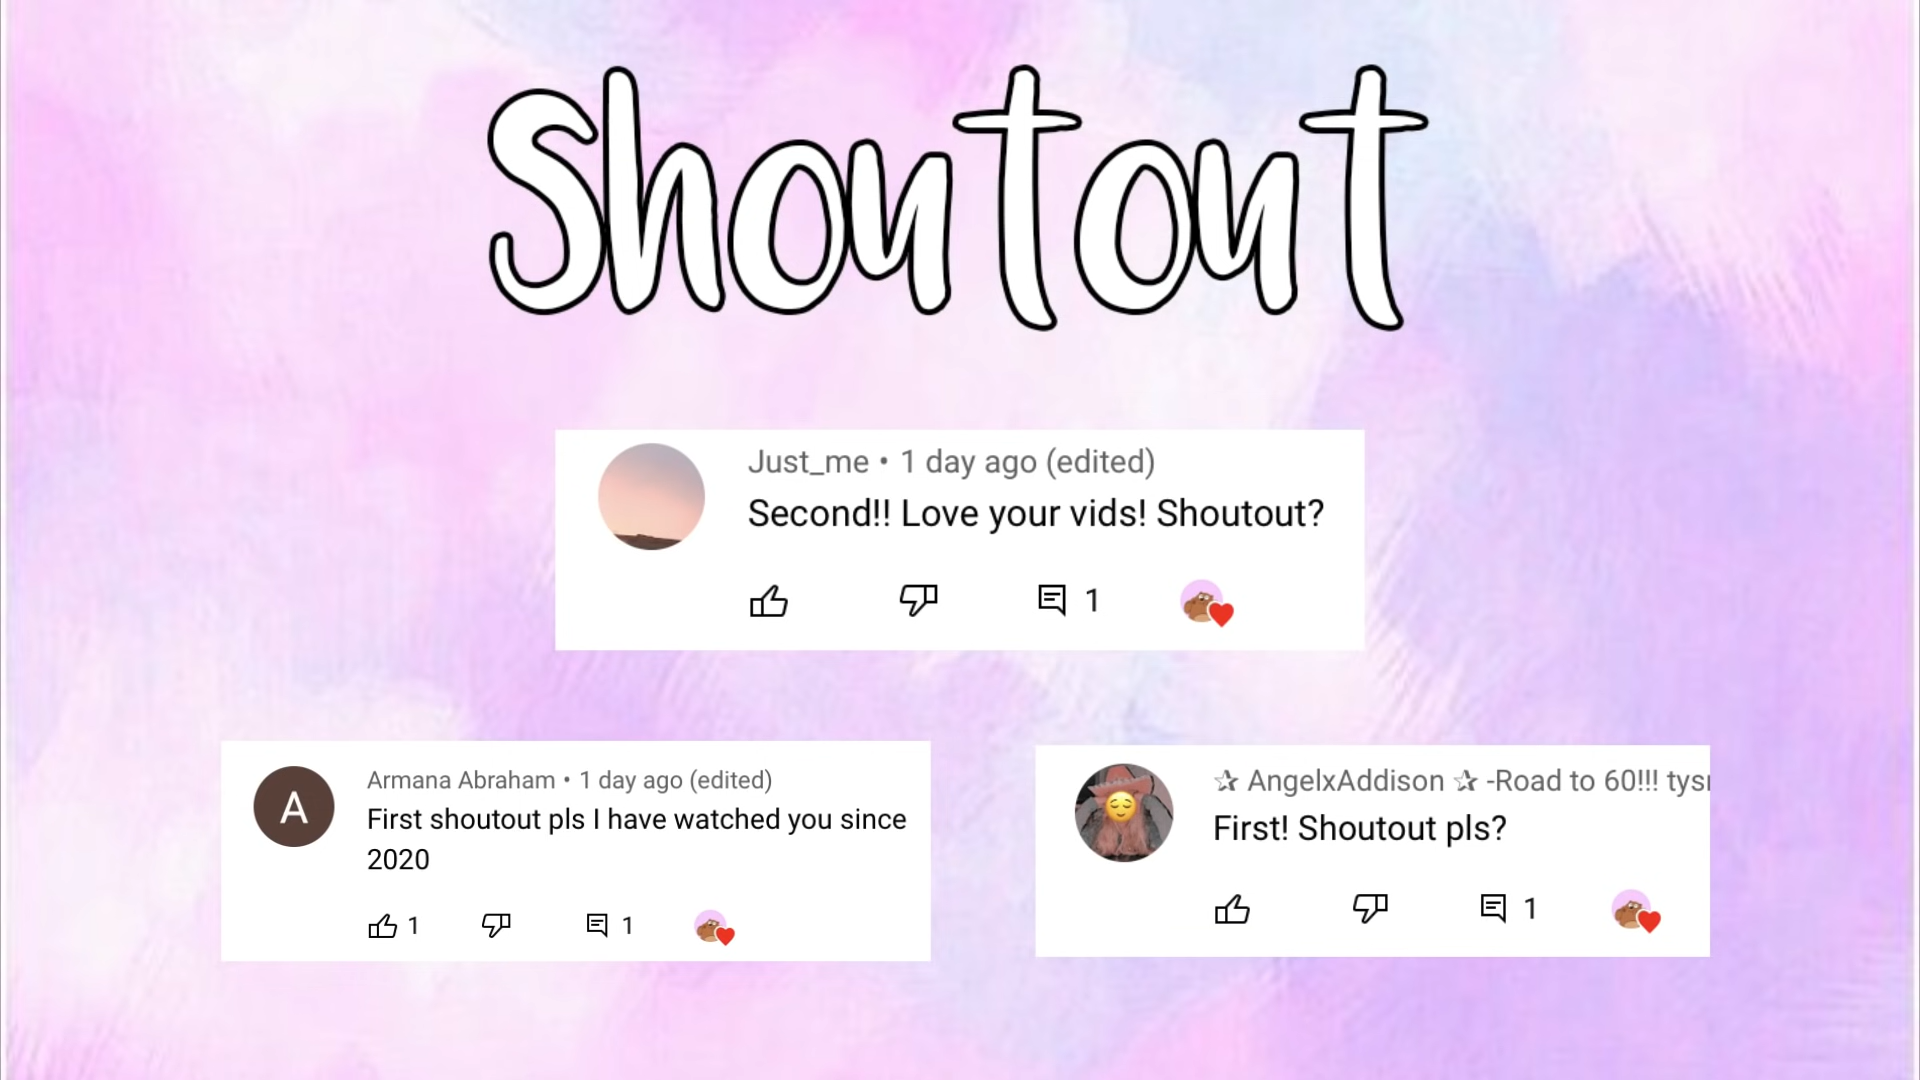 Shoutout
Just_me • 1 day ago (edited)
Second!! Love your vids! Shoutout?
1
Armana Abraham • 1 day ago (edited)
First shoutout pls I have watched you since
2020
1 1
A
☆ AngelxAddison ☆ -Road to 60!!! tys
First! Shoutout pls?
1